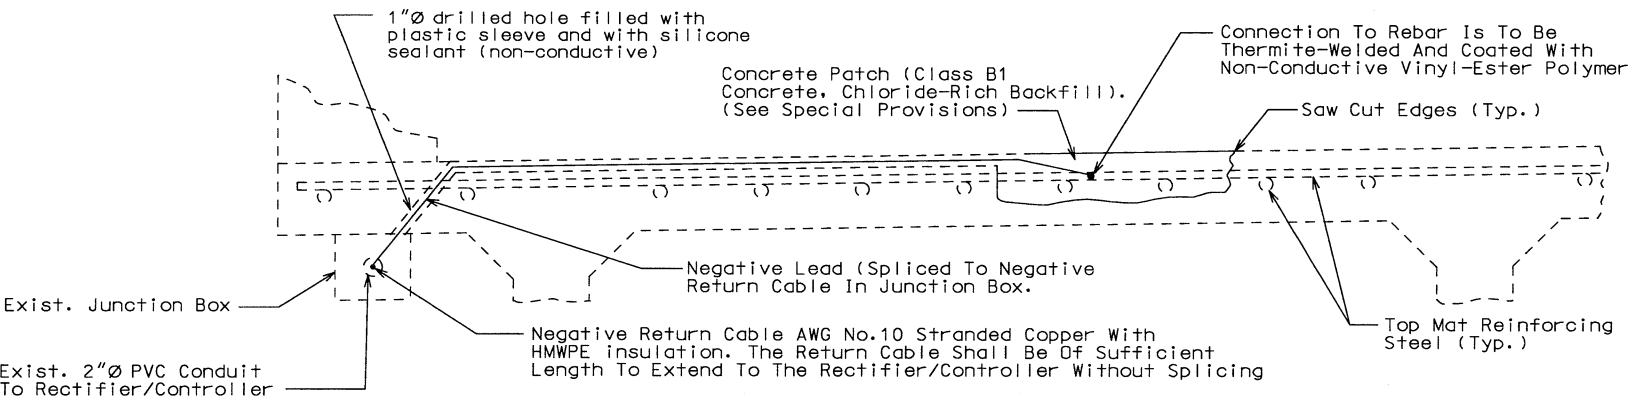 1"Ø drilled hole filled with
plastic sleeve and with silicone
sealant (non-conductive)
Concrete Patch (Class B1
Concrete, Chloride-Rich Backfill).
(See Special Provisions)
Connection To Rebar Is To Be
Thermite-Welded And Coated With
Non-Conductive Vinyl-Ester Polymer
Saw Cut Edges (Typ.)
Negative Lead (Spliced To Negative
Return Cable In Junction Box.
Exist. Junction Box
Negative Return Cable AWG No.10 Stranded Copper With
HMWPE insulation. The Return Cable Shall Be Of Sufficient
Length To Extend To The Rectifier/Controller Without Splicing
Top Mat Reinforcing
Steel (Typ.)
Exist. 2"Ø PVC Conduit
To Rectifier/Controller